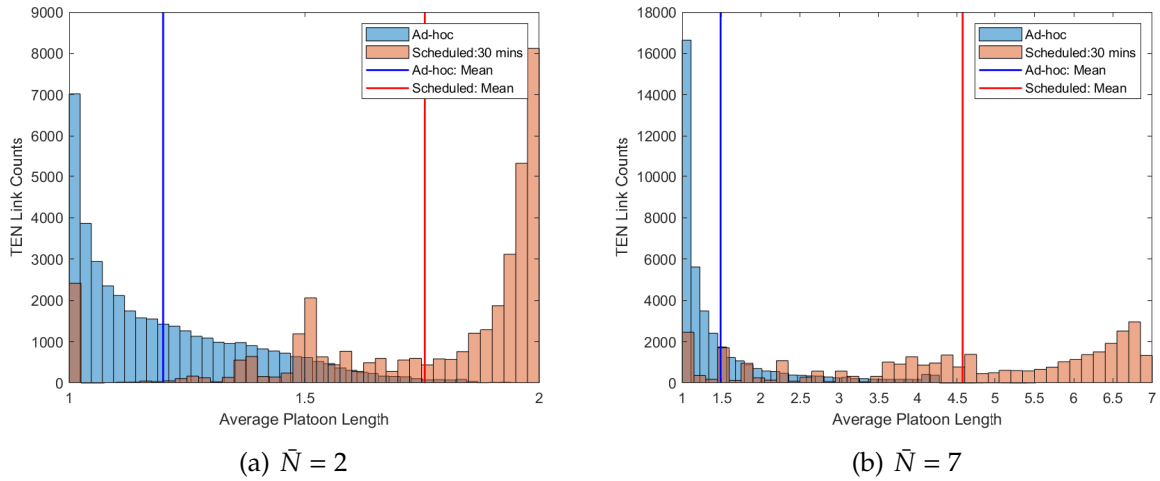 9000
8000
7000
6000
5000
4000
3000
2000
1000
0
TEN Link Counts
Ad-hoc
Scheduled:30 mins
Ad-hoc: Mean
Scheduled: Mean
1 1.5 2
Average Platoon Length
(a) N̄ = 2
18000
16000
14000
12000
10000
8000
6000
4000
2000
0
TEN Link Counts
Ad-hoc
Scheduled:30 mins
Ad-hoc: Mean
Scheduled: Mean
1 1.5 2 2.5 3 3.5 4 4.5 5 5.5 6 6.5 7
Average Platoon Length
(b) N̄ = 7